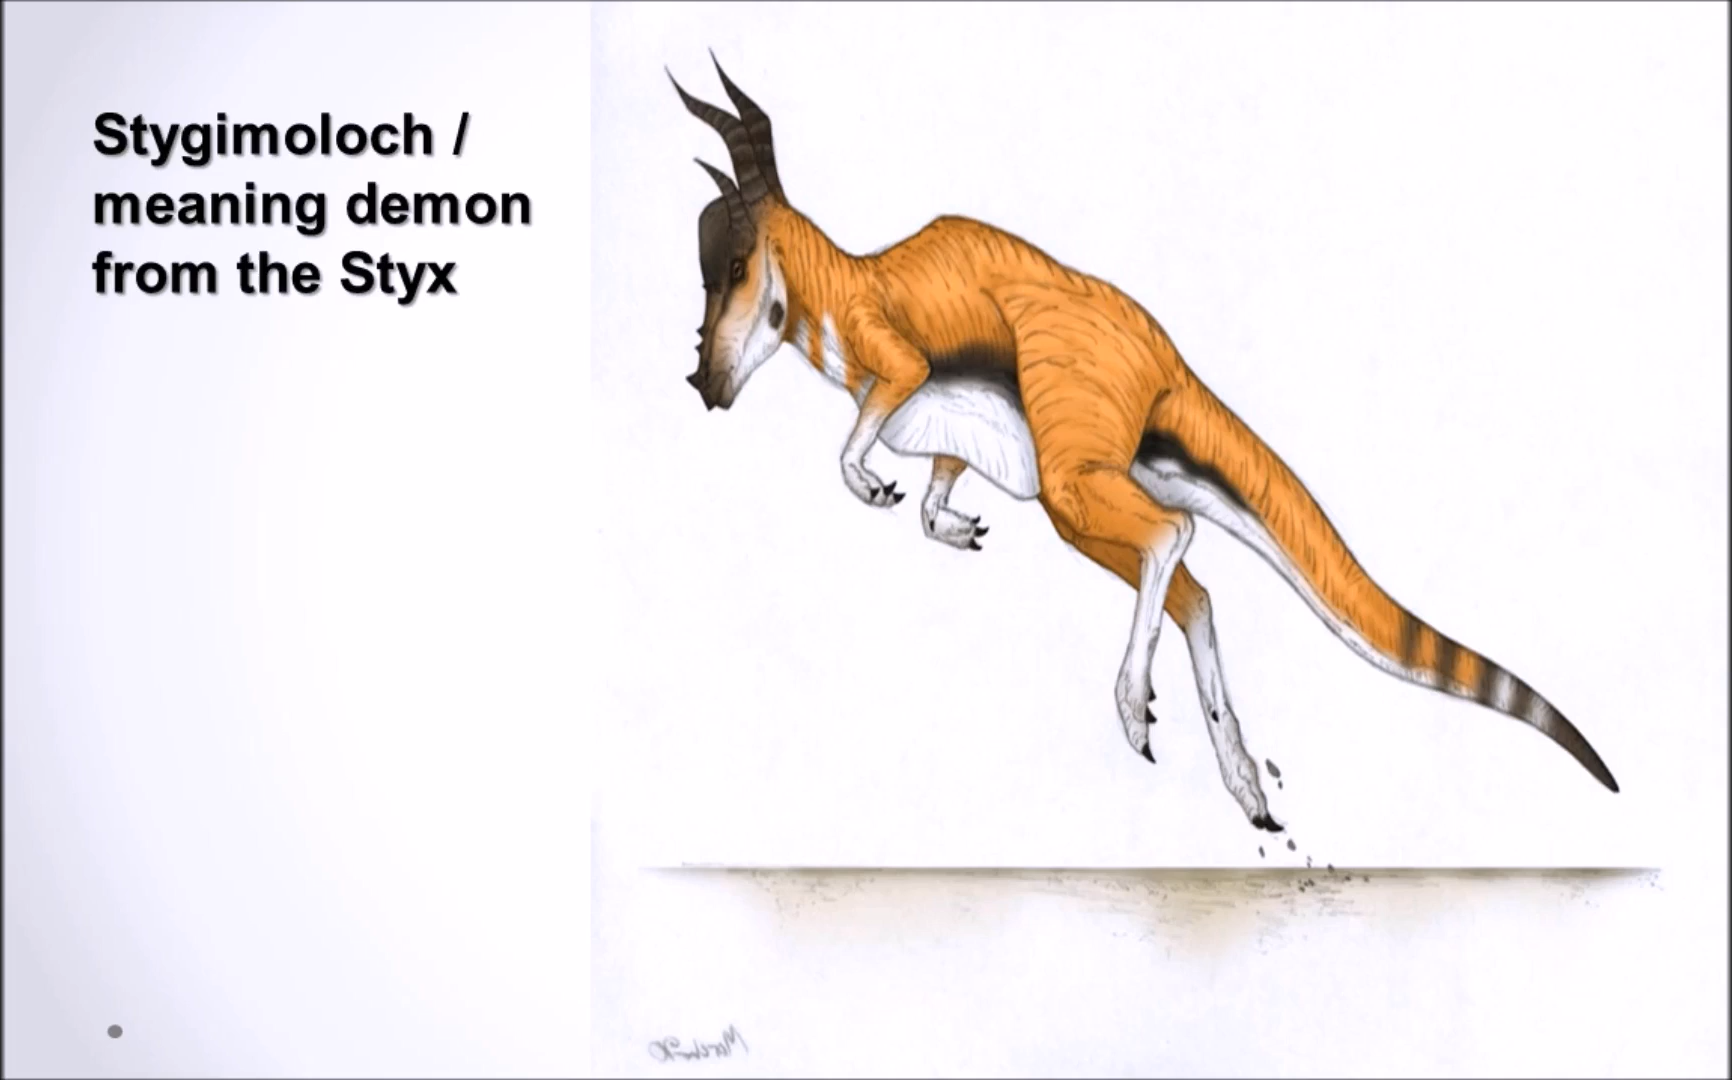 Stygimoloch /
meaning demon
from the Styx